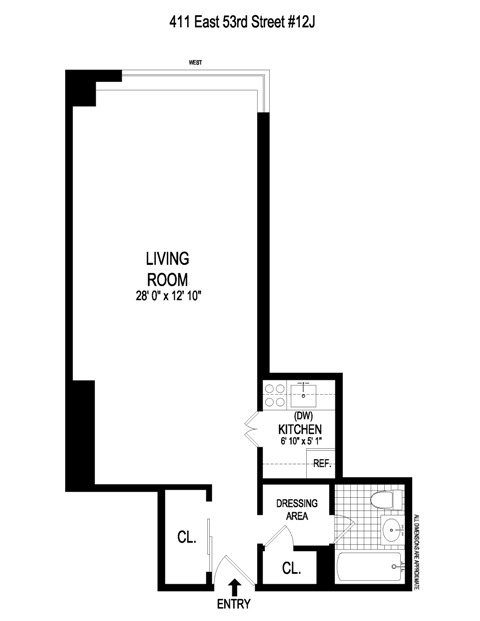 411 East 53rd Street #12J
WEST
LIVING
ROOM
28' 0" x 12' 10"
(DW)
KITCHEN
6' 10" x 5' 1"
REF.
DRESSING
AREA
CL.
CL.
ENTRY
ALL DIMENSIONS ARE APPROXIMATE